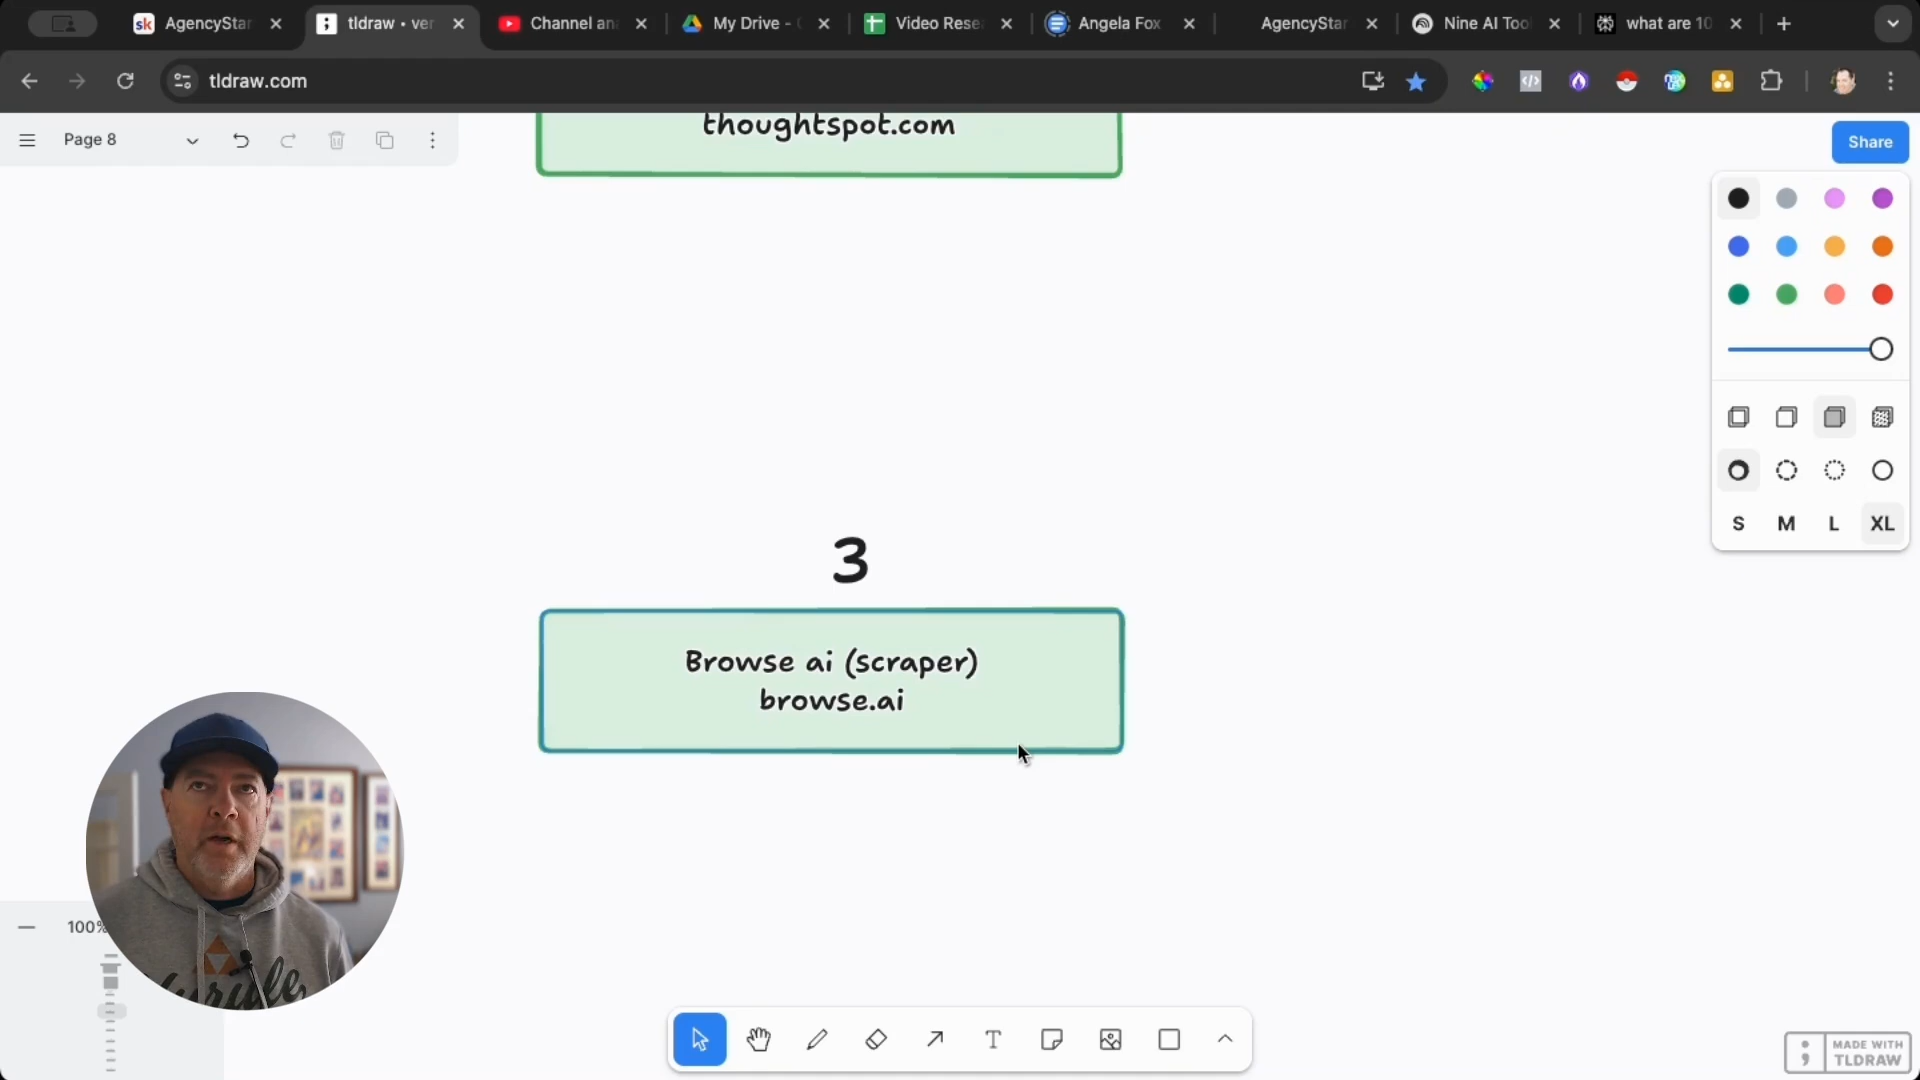 AgencyStar
tldraw • ver
Channel an
My Drive -
Video Rese
Angela Fox
AgencyStar
Nine AI Tool
what are 10
tldraw.com
Page 8
Share
thoughtspot.com
3
Browse ai (scraper)
browse.ai
S M L XL
100%
MADE WITH
TLDRAW